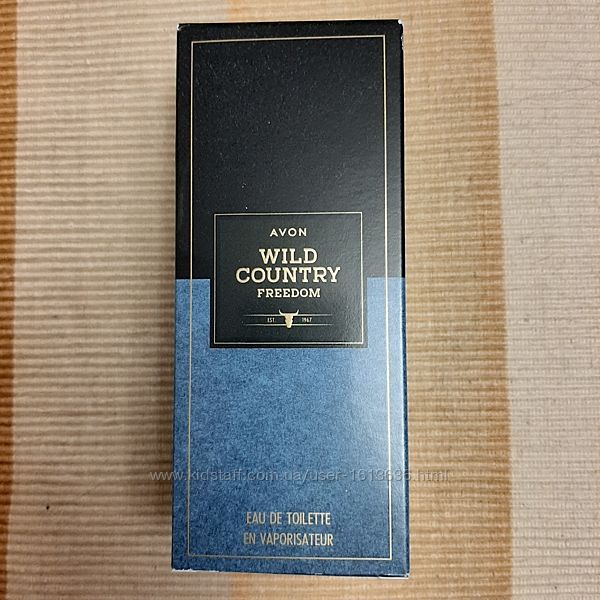 AVON
WILD
COUNTRY
FREEDOM
EST. 1967
www.kidstaff.com.ua/user-1613635.html
EAU DE TOILETTE
EN VAPORISATEUR